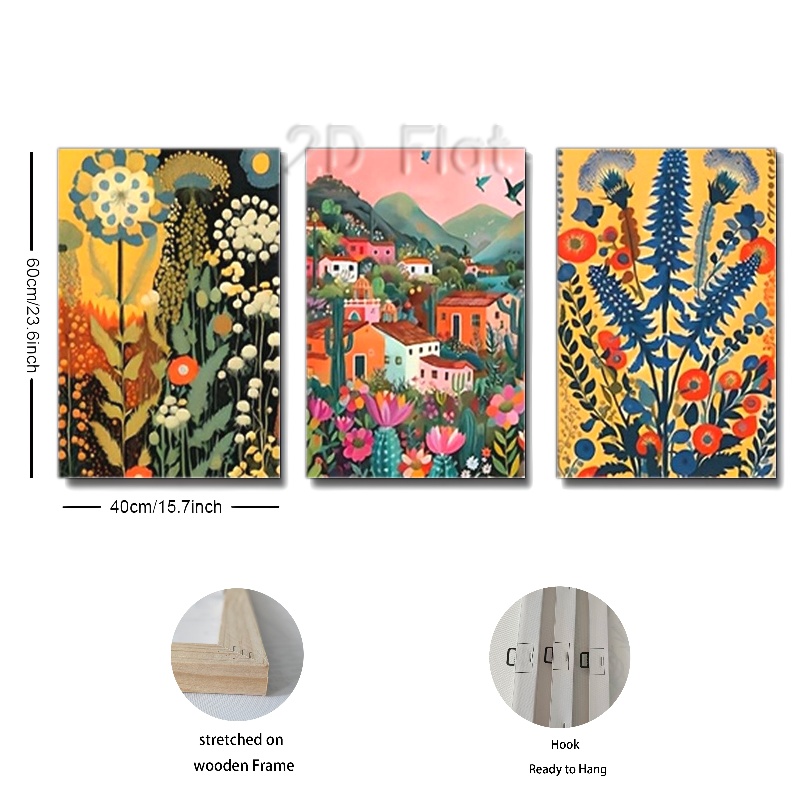 2D Flat
60cm/23.6inch
40cm/15.7inch
stretched on
wooden Frame
Hook
Ready to Hang